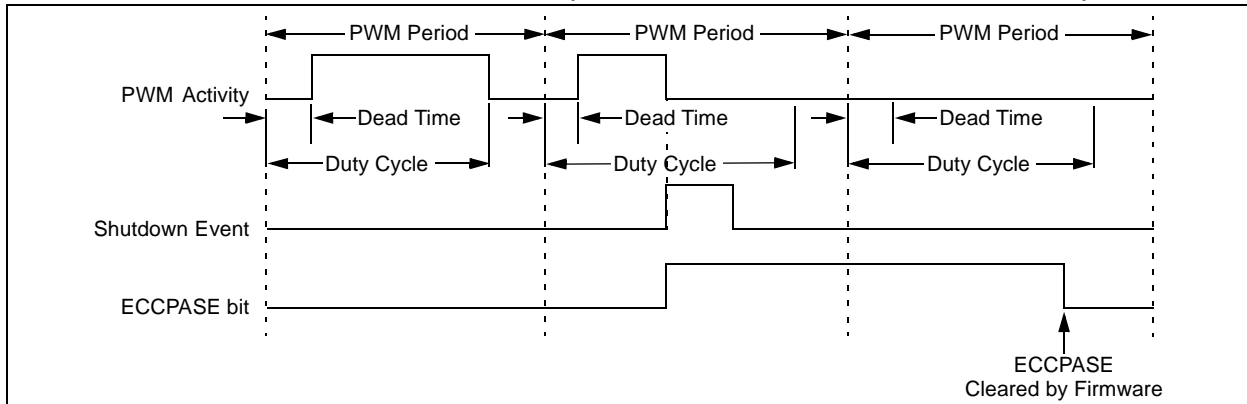 PWM Period PWM Period PWM Period
PWM Activity
Dead Time Dead Time Dead Time
Duty Cycle Duty Cycle Duty Cycle
Shutdown Event
ECCPASE bit
ECCPASE
Cleared by Firmware